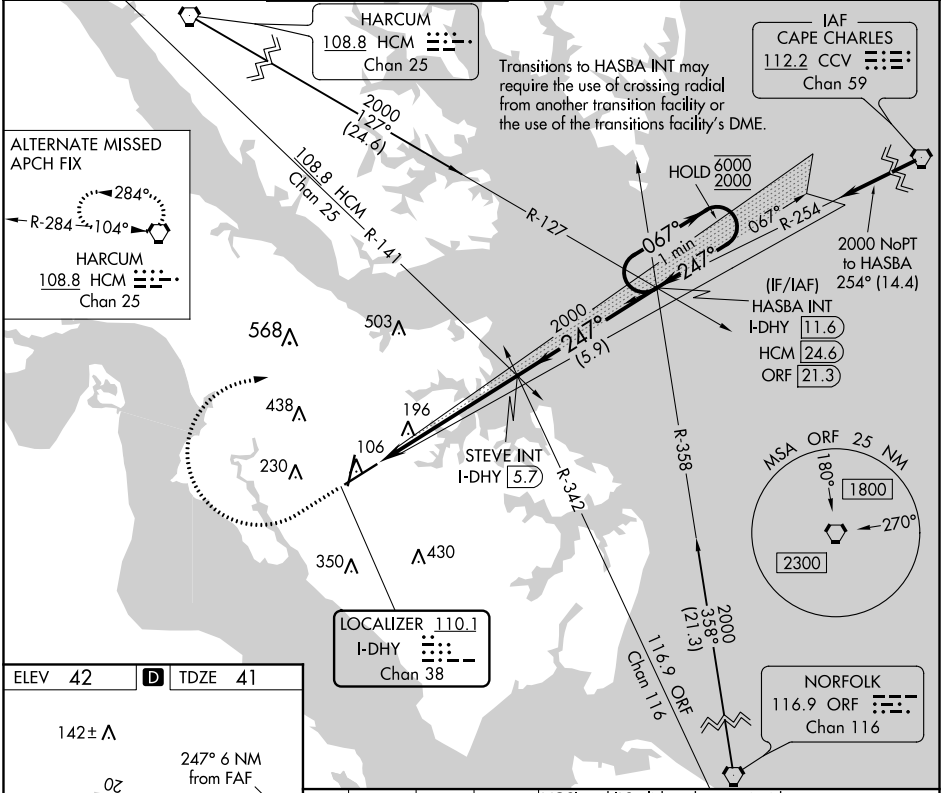 HARCUM
108.8 HCM
Chan 25
IAF
CAPE CHARLES
112.2 CCV
Chan 59
Transitions to HASBA INT may
require the use of crossing radial
from another transition facility or
the use of the transitions facility's DME.
2000
127°
(24.6)
ALTERNATE MISSED
APCH FIX
284°
R-284
104°
HARCUM
108.8 HCM
Chan 25
108.8 HCM
Chan 25
R-141
R-127
HOLD 6000
2000
067°
1 min
247°
067°
R-254
2000 NoPT
to HASBA
254° (14.4)
(IF/IAF)
HASBA INT
I-DHY 11.6
HCM 24.6
ORF 21.3
2000
247°
(5.9)
568
503
438
196
106
230
STEVE INT
I-DHY 5.7
R-342
R-358
MSA ORF 25 NM
180°
1800
270°
2300
350
430
LOCALIZER 110.1
I-DHY
Chan 38
2000
358°
(21.3)
116.9 ORF
Chan 116
NORFOLK
116.9 ORF
Chan 116
ELEV 42
D
TDZE 41
142±
247° 6 NM
from FAF
20